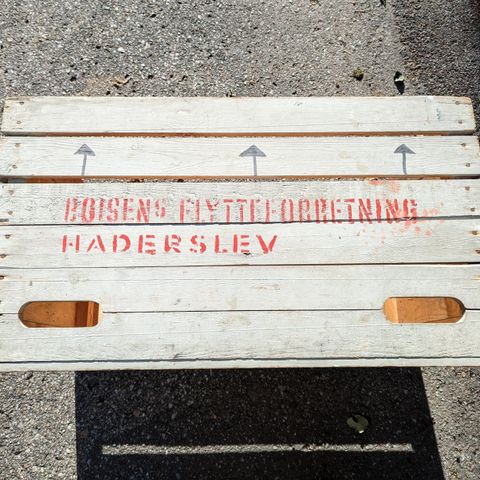 BOISENS FLYTTEFORRETNING
HADERSLEV